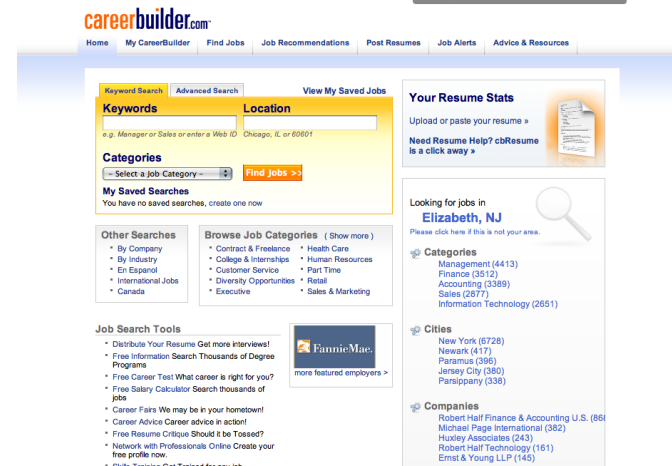 careerbuilder.com
Home My CareerBuilder Find Jobs Job Recommendations Post Resumes Job Alerts Advice & Resources
Keyword Search Advanced Search View My Saved Jobs
Keywords Location
e.g. Manager or Sales or enter a Web ID Chicago, IL or 60601
Categories
- Select a Job Category - Find Jobs >>
My Saved Searches
You have no saved searches, create one now
Other Searches
By Company
By Industry
En Espanol
International Jobs
Canada
Browse Job Categories ( Show more )
Contract & Freelance
College & Internships
Customer Service
Diversity Opportunities
Executive
Health Care
Human Resources
Part Time
Retail
Sales & Marketing
Job Search Tools
Distribute Your Resume Get more interviews!
Free Information Search Thousands of Degree
Programs
Free Career Test What career is right for you?
Free Salary Calculator Search thousands of
jobs
Career Fairs We may be in your hometown!
Career Advice Career advice in action!
Free Resume Critique Should it be Tossed?
Network with Professionals Online Create your
free profile now.
Skills Training Get Trained for any job
FannieMae.
more featured employers >
Your Resume Stats
Upload or paste your resume »
Need Resume Help? cbResume
is a click away »
Looking for jobs in
Elizabeth, NJ
Please click here if this is not your area.
Categories
Management (4413)
Finance (3512)
Accounting (3389)
Sales (2877)
Information Technology (2651)
Cities
New York (6728)
Newark (417)
Paramus (396)
Jersey City (380)
Parsippany (338)
Companies
Robert Half Finance & Accounting U.S.
Michael Page International (382)
Huxley Associates (243)
Robert Half Technology (161)
Ernst & Young LLP (145)